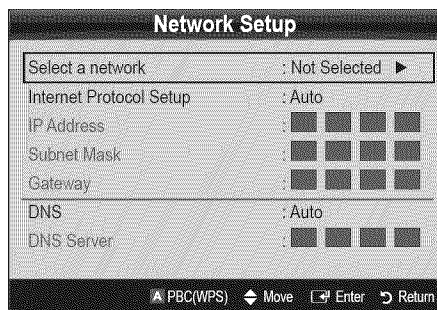 Network Setup
Select a network : Not Selected ►
Internet Protocol Setup : Auto
IP Address :
Subnet Mask :
Gateway :
DNS : Auto
DNS Server :
A PBC(WPS) Move Enter Return